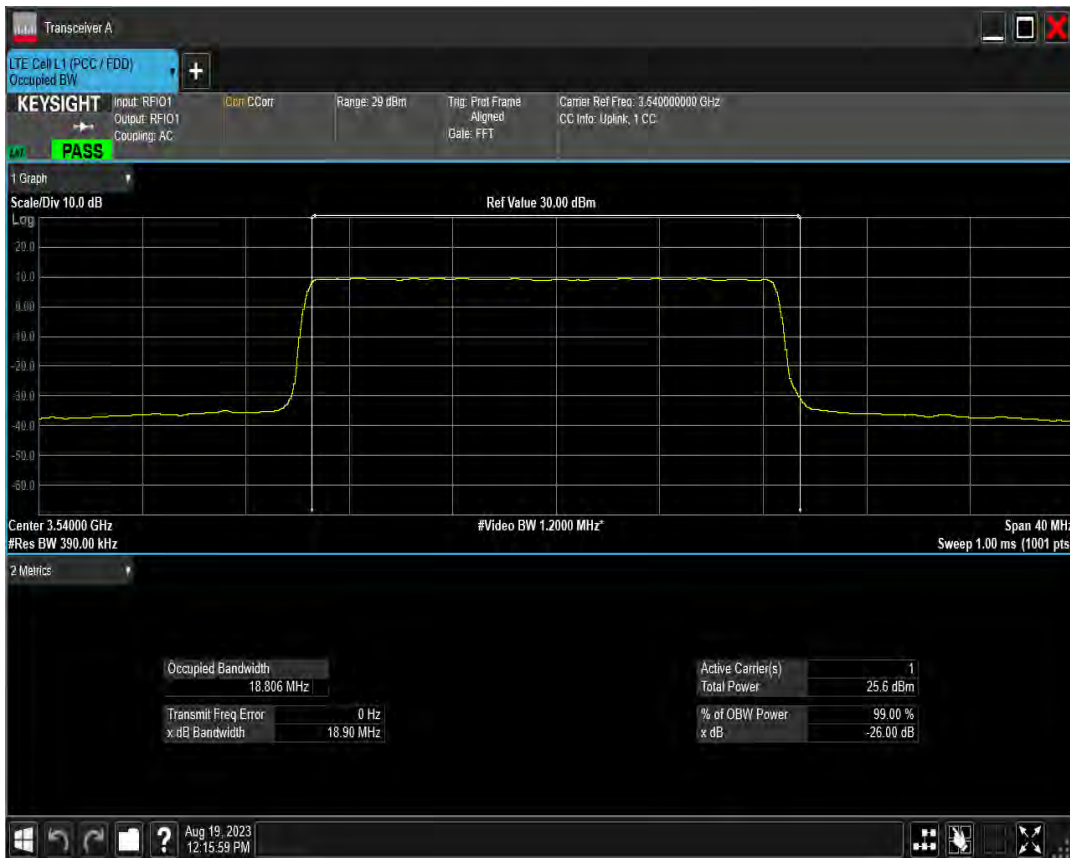 Transceiver A
LTE Cell L1 (PCC / FDD)
Occupied BW
+
KEYSIGHT
PASS
Input: RFIO1
Output: RFIO1
Coupling: AC
Corr CCorr
Range: 29 dBm
Trig: Prot Frame
Aligned
Gate: FFT
Carrier Ref Freq: 3.540000000 GHz
CC Info: Uplink, 1 CC
1 Graph
Scale/Div 10.0 dB
Ref Value 30.00 dBm
Log
20.0
10.0
0.00
-10.0
-20.0
-30.0
-40.0
-50.0
-60.0
Center 3.54000 GHz
#Video BW 1.2000 MHz*
Span 40 MHz
#Res BW 390.00 kHz
Sweep 1.00 ms (1001 pts
2 Metrics
Occupied Bandwidth
18.806 MHz
Transmit Freq Error 0 Hz
x dB Bandwidth 18.90 MHz
Active Carrier(s) 1
Total Power 25.6 dBm
% of OBW Power 99.00 %
x dB -26.00 dB
?
Aug 19, 2023
12:15:59 PM